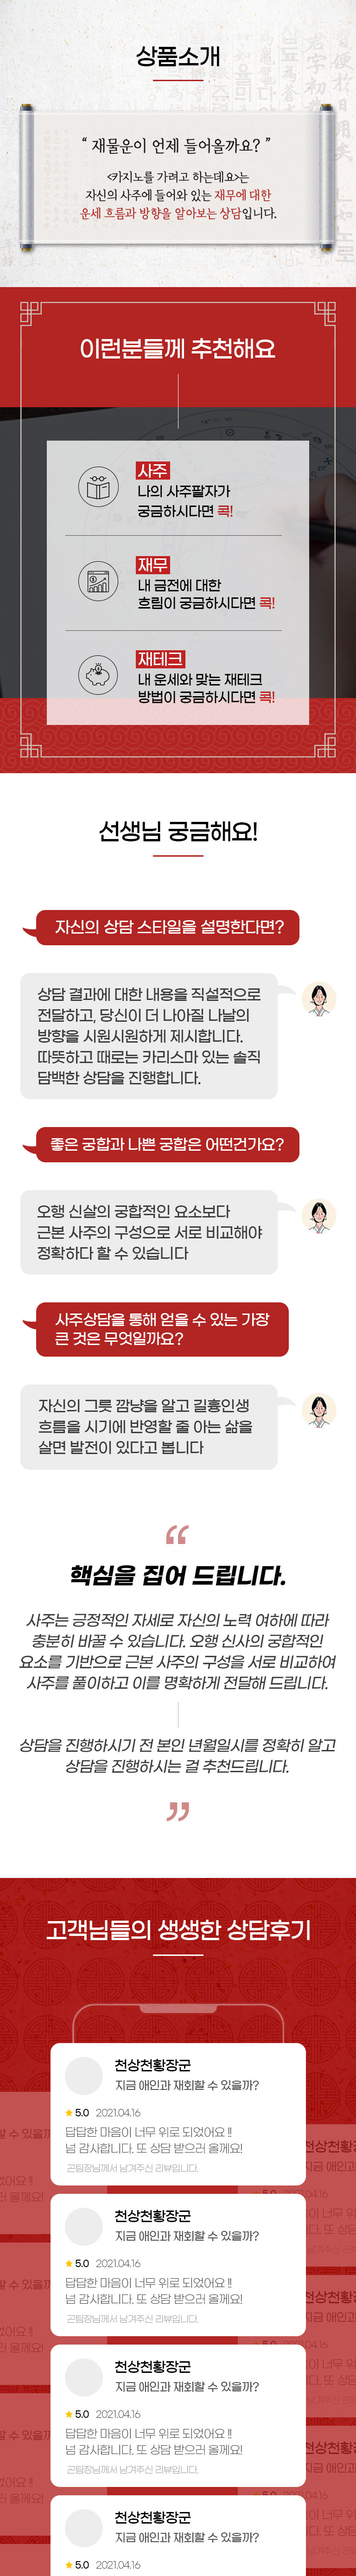 상품소개
“ 재물운이 언제 들어올까요? ”
<카지노를 가려고 하는데요>는
자신의 사주에 들어와 있는 재무에 대한
운세 흐름과 방향을 알아보는 상담입니다.
이런분들께 추천해요
사주
나의 사주팔자가
궁금하시다면 콕!
재무
내 금전에 대한
흐림이 궁금하시다면 콕!
재테크
내 운세와 맞는 재테크
방법이 궁금하시다면 콕!
선생님 궁금해요!
자신의 상담 스타일을 설명한다면?
상담 결과에 대한 내용을 직설적으로
전달하고, 당신이 더 나아질 나날의
방향을 시원시원하게 제시합니다.
따뜻하고 때로는 카리스마 있는 솔직
담백한 상담을 진행합니다.
좋은 궁합과 나쁜 궁합은 어떤건가요?
오행 신살의 궁합적인 요소보다
근본 사주의 구성으로 서로 비교해야
정확하다 할 수 있습니다
사주상담을 통해 얻을 수 있는 가장
큰 것은 무엇일까요?
자신의 그릇 깜냥을 알고 길흉인생
흐름을 시기에 반영할 줄 아는 삶을
살면 발전이 있다고 봅니다
“
핵심을 집어 드립니다.
사주는 긍정적인 자세로 자신의 노력 여하에 따라
충분히 바꿀 수 있습니다. 오행 신사의 궁합적인
요소를 기반으로 근본 사주의 구성을 서로 비교하여
사주를 풀이하고 이를 명확하게 전달해 드립니다.
상담을 진행하시기 전 본인 년월일시를 정확히 알고
상담을 진행하시는 걸 추천드립니다.
”
고객님들의 생생한 상담후기
천상천황장군
지금 애인과 재회할 수 있을까?
★ 5.0 2021.04.16
답답한 마음이 너무 위로 되었어요 !!
넘 감사합니다. 또 상담 받으러 올께요!
곤팀장님께서 남겨주신 리뷰입니다.
천상천황장군
지금 애인과 재회할 수 있을까?
★ 5.0 2021.04.16
답답한 마음이 너무 위로 되었어요 !!
넘 감사합니다. 또 상담 받으러 올께요!
곤팀장님께서 남겨주신 리뷰입니다.
천상천황장군
지금 애인과 재회할 수 있을까?
★ 5.0 2021.04.16
답답한 마음이 너무 위로 되었어요 !!
넘 감사합니다. 또 상담 받으러 올께요!
곤팀장님께서 남겨주신 리뷰입니다.
천상천황장군
지금 애인과 재회할 수 있을까?
★ 5.0 2021.04.16